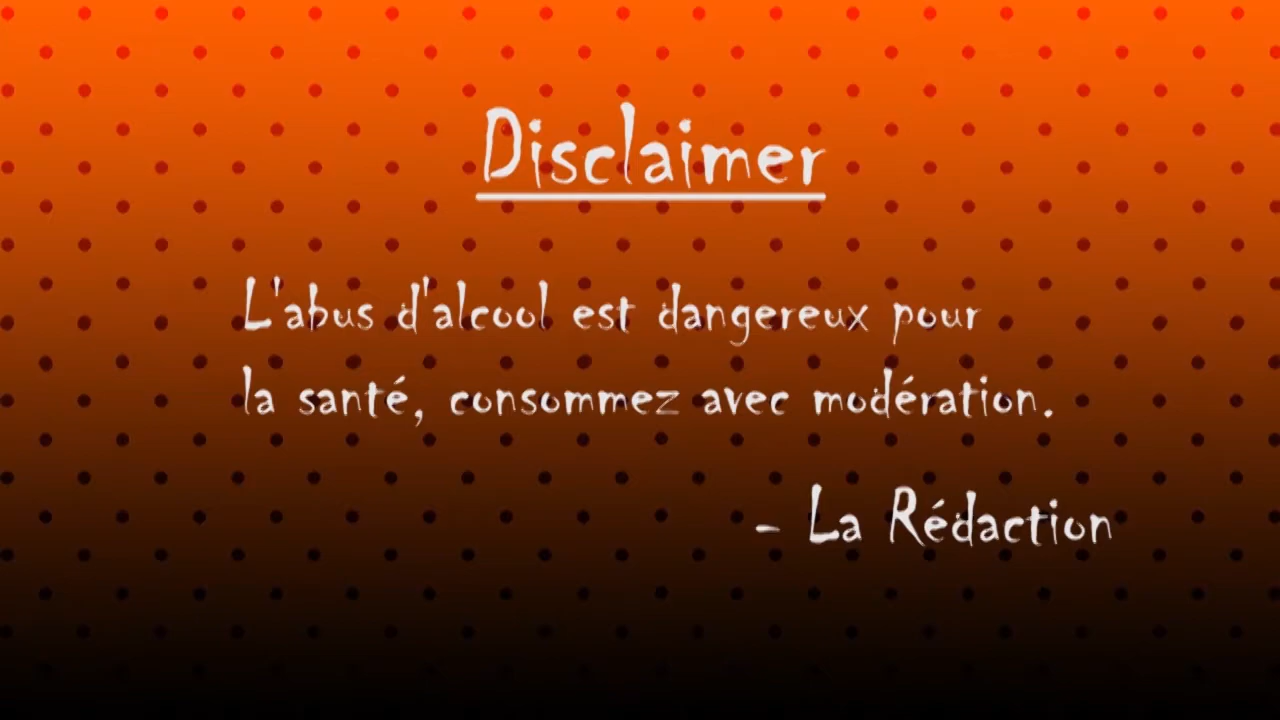 Disclaimer
L'abus d'alcool est dangereux pour
la santé, consommez avec modération.
- La Rédaction